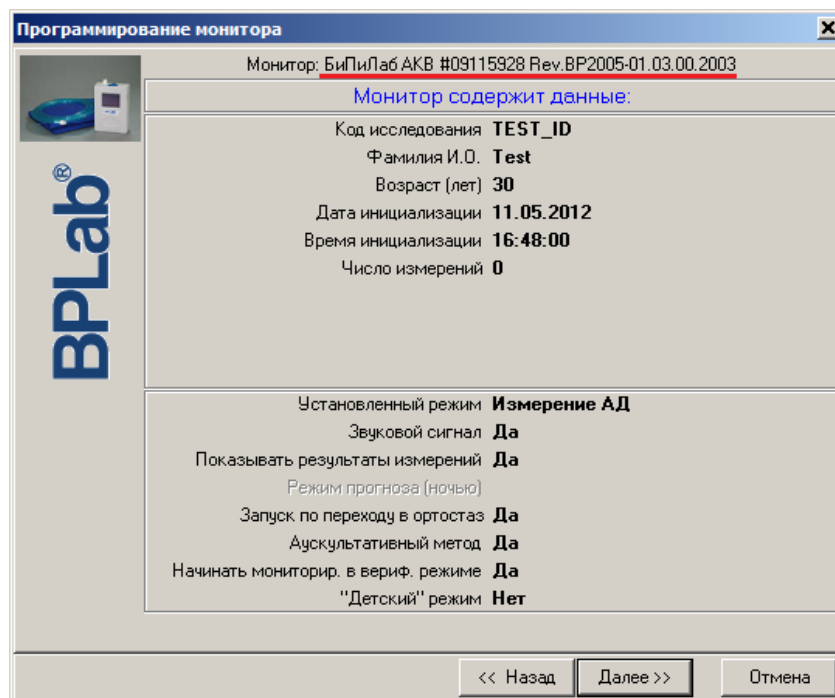 Программирование монитора
Монитор: БиПиЛаб АКВ #09115928 Rev.BP2005-01.03.00.2003
Монитор содержит данные:
BPLab®
Код исследования TEST_ID
Фамилия И.О. Test
Возраст (лет) 30
Дата инициализации 11.05.2012
Время инициализации 16:48:00
Число измерений 0
Установленный режим Измерение АД
Звуковой сигнал Да
Показывать результаты измерений Да
Режим прогноза (ночью)
Запуск по переходу в ортостаз Да
Аускультативный метод Да
Начинать мониторир. в вериф. режиме Да
"Детский" режим Нет
<< Назад Далее >> Отмена